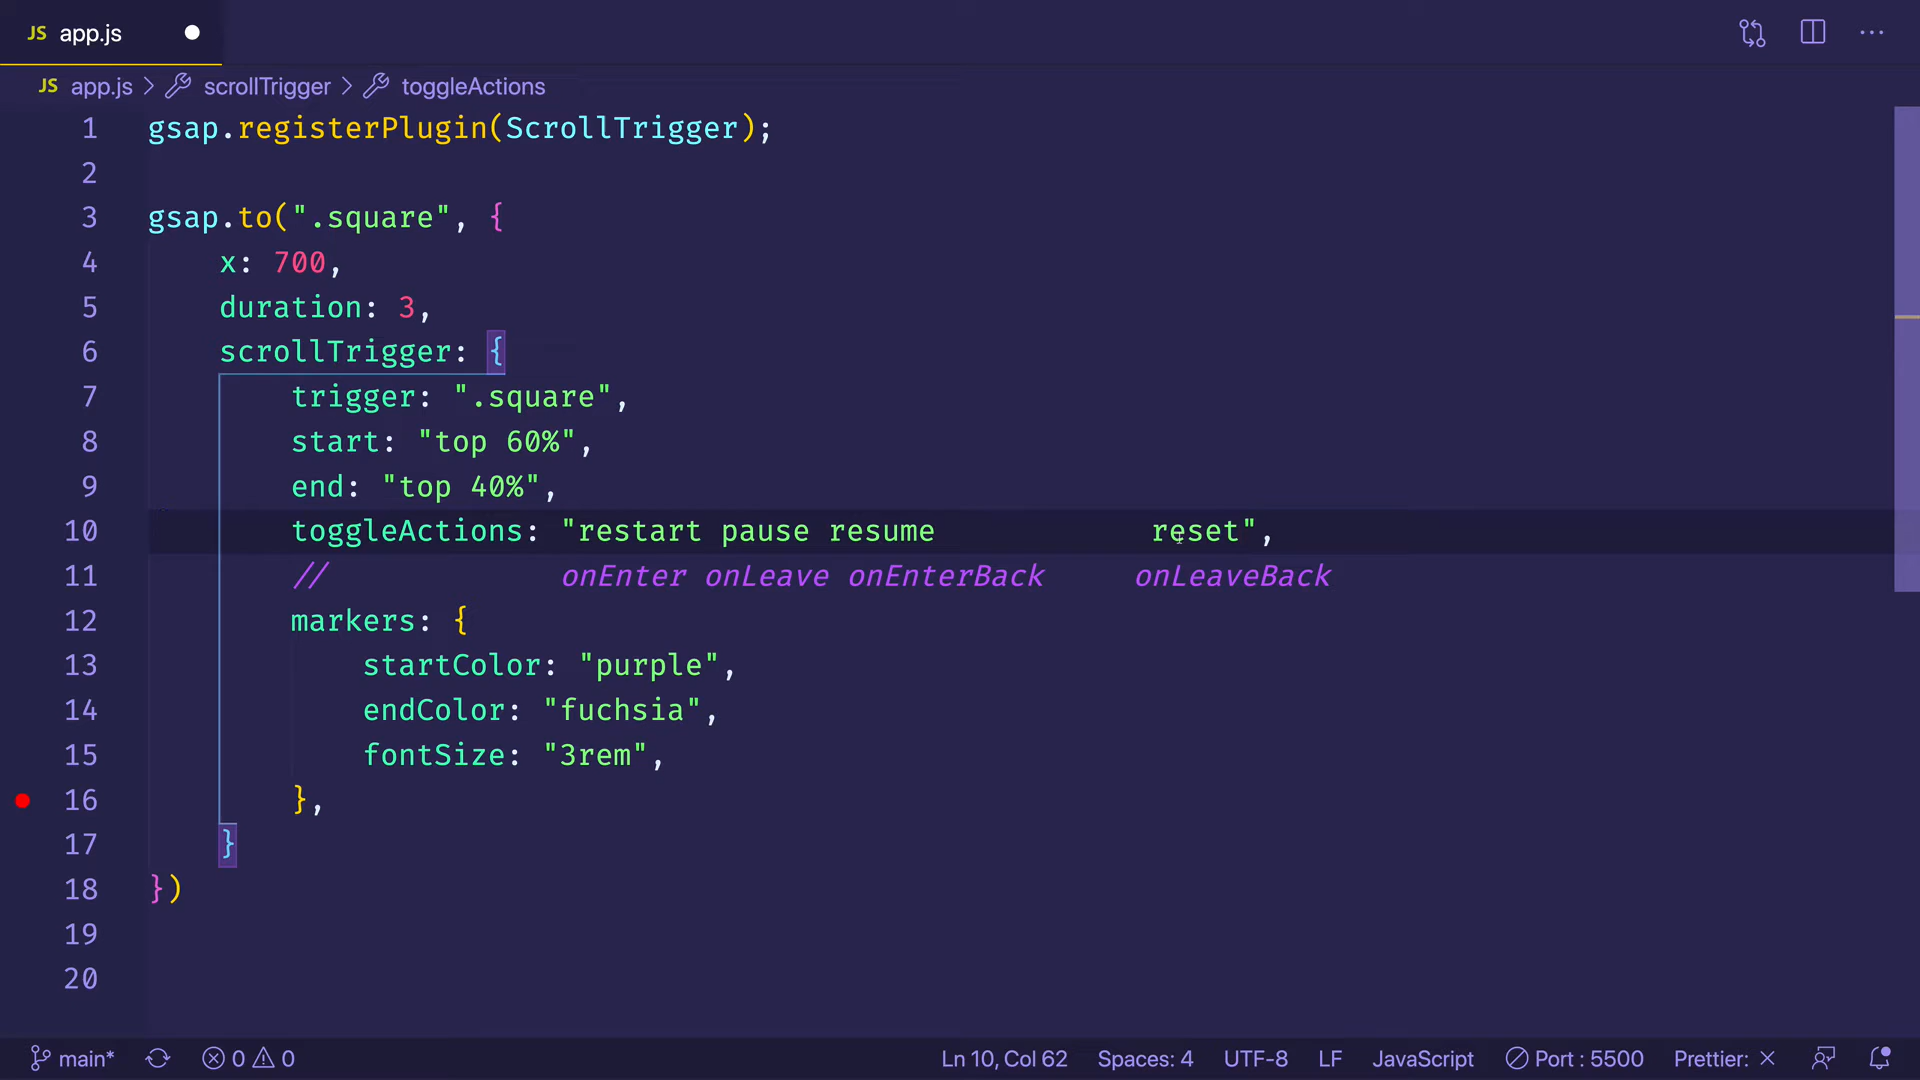 JS app.js
JS app.js > scrollTrigger > toggleActions
1 gsap.registerPlugin(ScrollTrigger);
2
3 gsap.to(".square", {
4 x: 700,
5 duration: 3,
6 scrollTrigger: {
7 trigger: ".square",
8 start: "top 60%",
9 end: "top 40%",
10 toggleActions: "restart pause resume            reset",
11 //             onEnter onLeave onEnterBack     onLeaveBack
12 markers: {
13 startColor: "purple",
14 endColor: "fuchsia",
15 fontSize: "3rem",
16 },
17 }
18 })
19
20
main* 0 0 Ln 10, Col 62 Spaces: 4 UTF-8 LF JavaScript Port : 5500 Prettier: ×